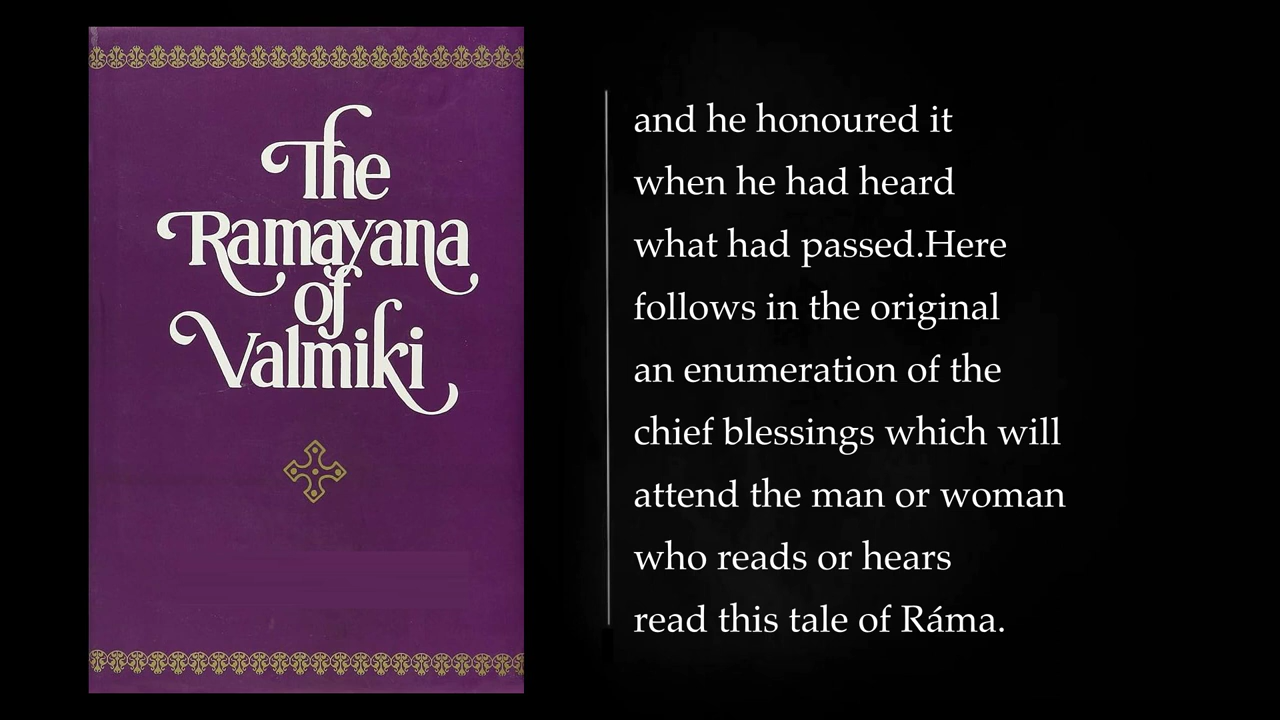 The
Ramayana
of
Valmiki
and he honoured it
when he had heard
what had passed.Here
follows in the original
an enumeration of the
chief blessings which will
attend the man or woman
who reads or hears
read this tale of Ráma.